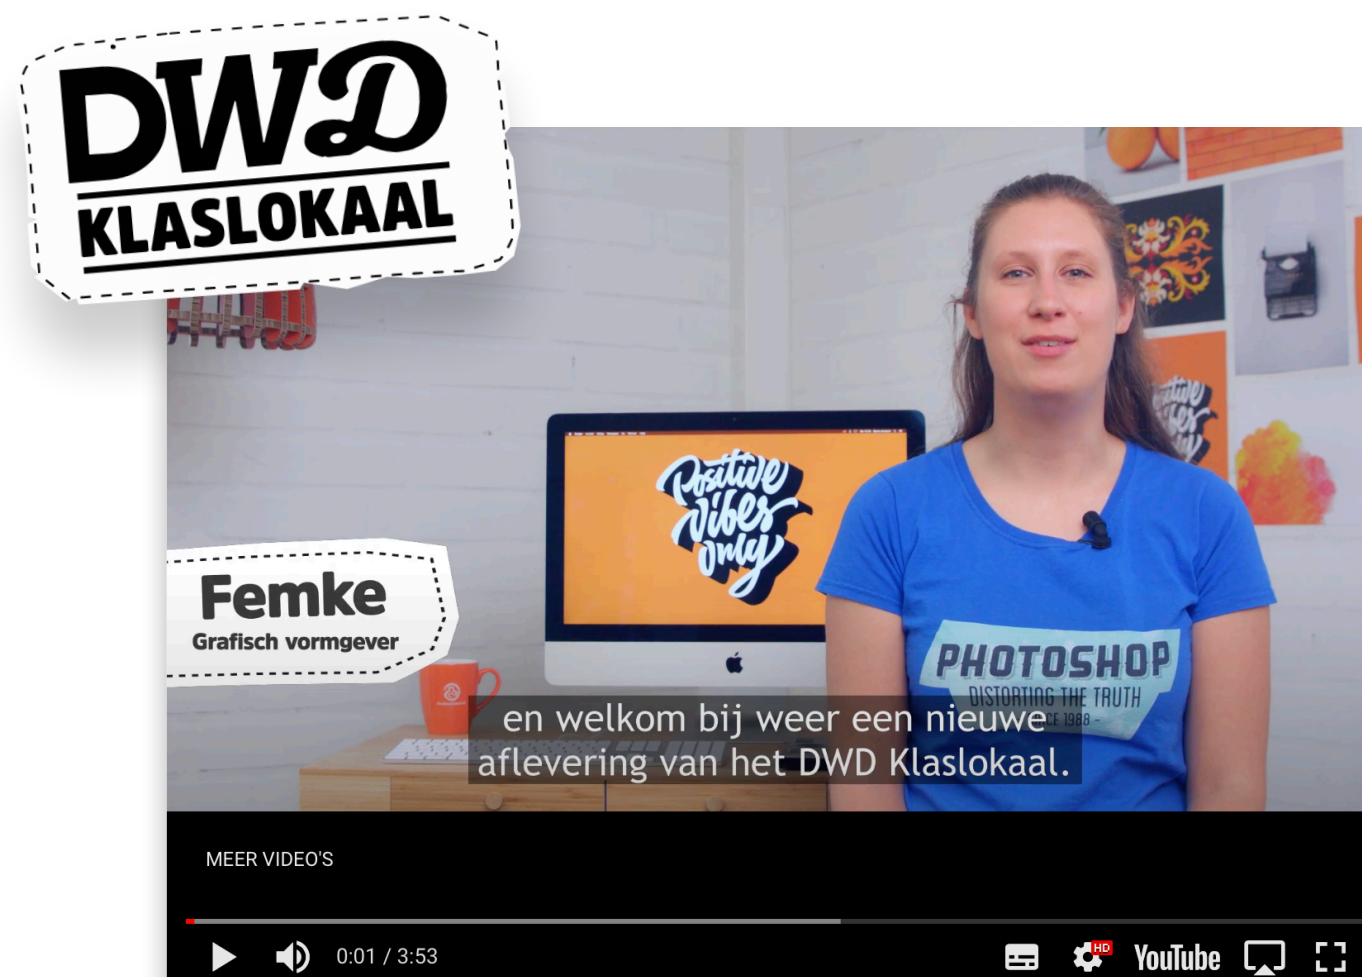 DWD
KLASLOKAAL
Positive
Vibes
Only
Femke
Grafisch vormgever
PHOTOSHOP
DISTORTING THE TRUTH
1988 -
en welkom bij weer een nieuwe
aflevering van het DWD Klaslokaal.
MEER VIDEO'S
0:01 / 3:53
HD
YouTube